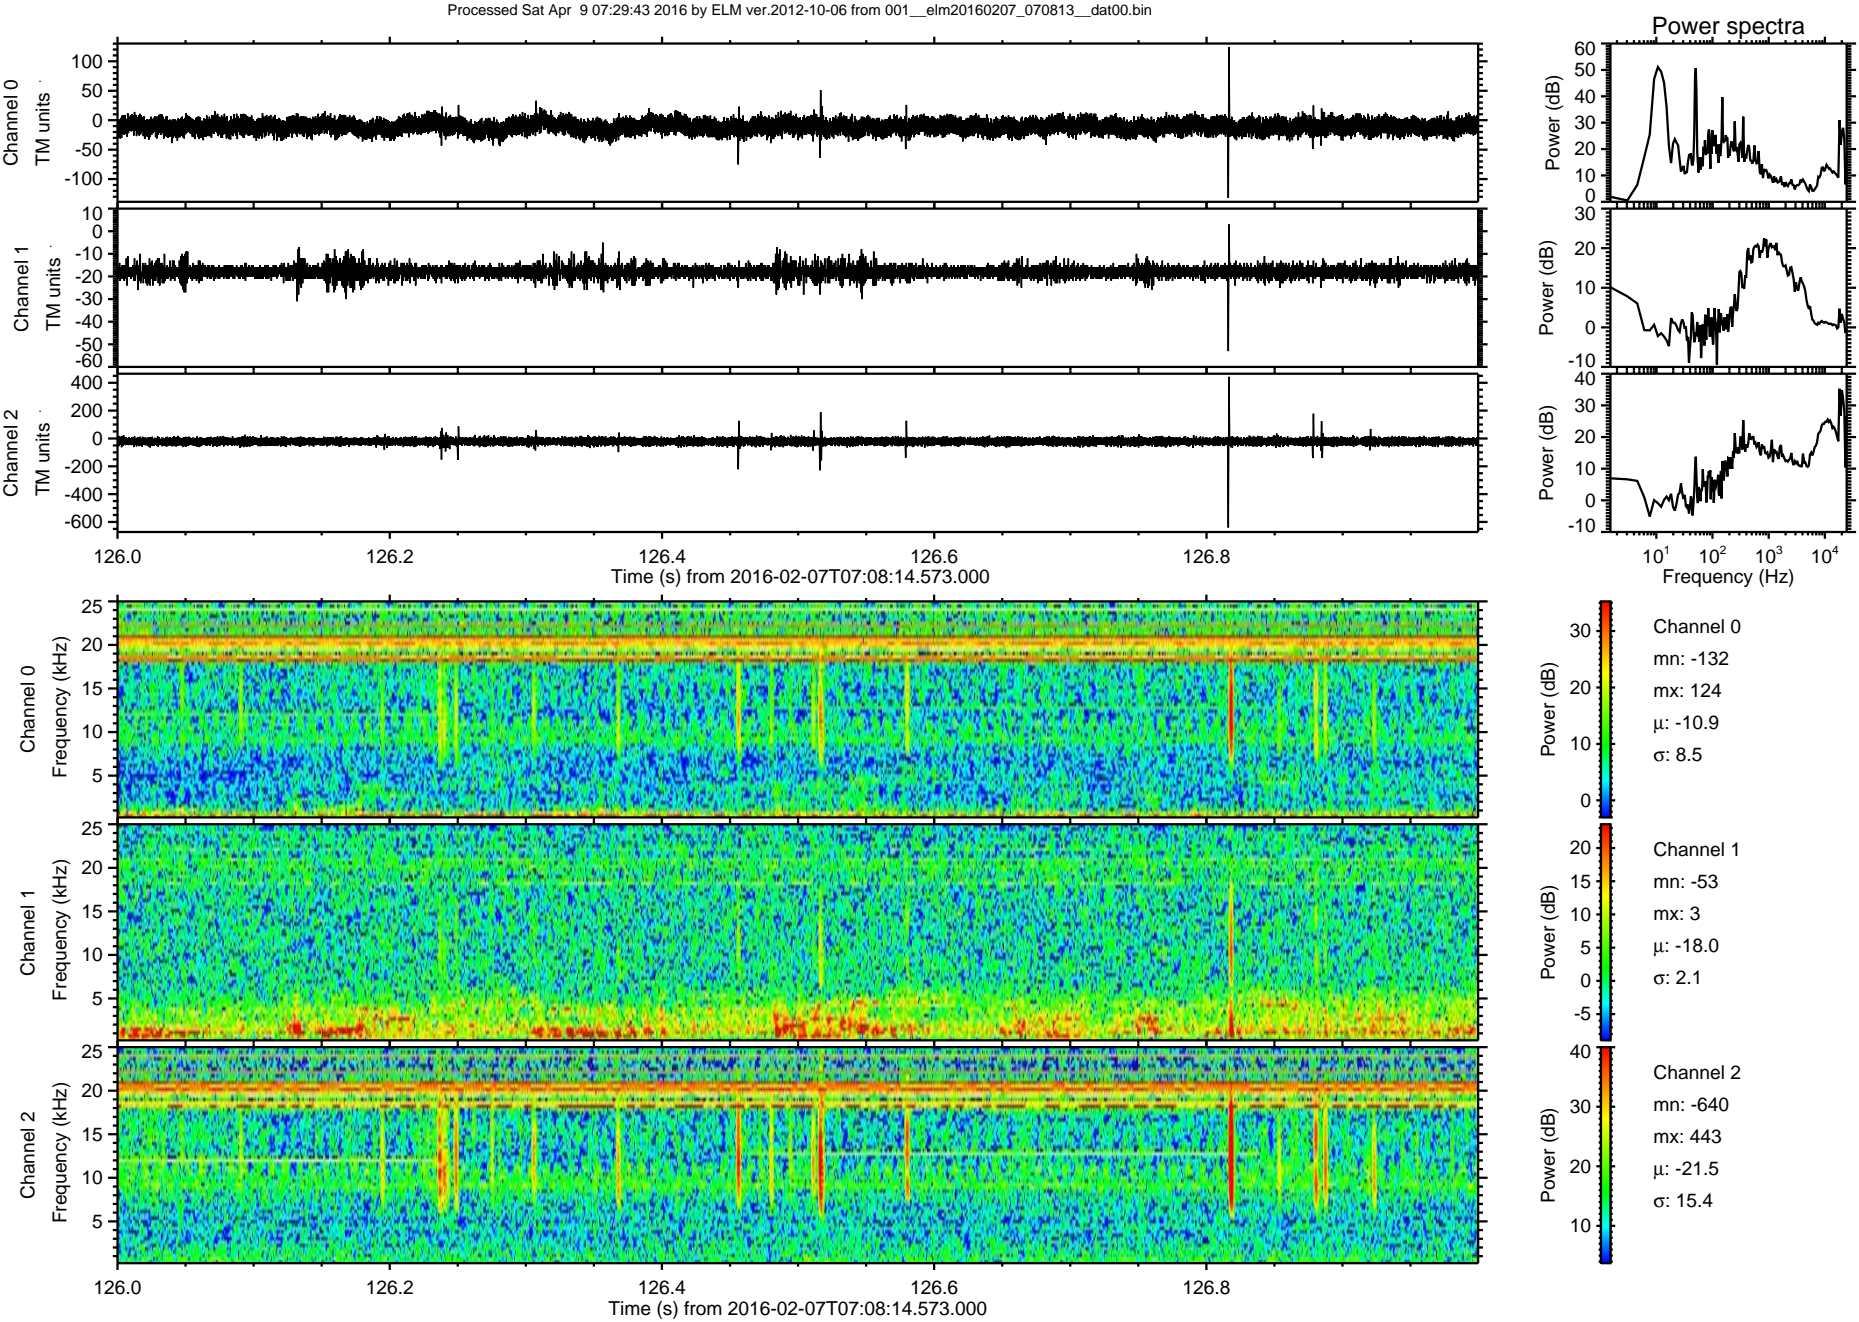 Processed Sat Apr  9 07:29:43 2016 by ELM ver.2012-10-06 from 001__elm20160207_070813__dat00.bin
Power spectra
Channel 0
TM units
100
50
0
-50
-100
Power (dB)
60
50
40
30
20
10
0
Channel 1
TM units
10
0
-10
-20
-30
-40
-50
-60
Power (dB)
30
20
10
0
-10
Channel 2
TM units
400
200
0
-200
-400
-600
Power (dB)
40
30
20
10
0
-10
126.0 126.2 126.4 126.6 126.8
Time (s) from 2016-02-07T07:08:14.573.000
10^1 10^2 10^3 10^4
Frequency (Hz)
Channel 0
Frequency (kHz)
25
20
15
10
5
Power (dB)
30
20
10
0
Channel 0
mn: -132
mx: 124
μ: -10.9
σ: 8.5
Channel 1
Frequency (kHz)
25
20
15
10
5
Power (dB)
20
15
10
5
0
-5
Channel 1
mn: -53
mx: 3
μ: -18.0
σ: 2.1
Channel 2
Frequency (kHz)
25
20
15
10
5
Power (dB)
40
30
20
10
Channel 2
mn: -640
mx: 443
μ: -21.5
σ: 15.4
126.0 126.2 126.4 126.6 126.8
Time (s) from 2016-02-07T07:08:14.573.000